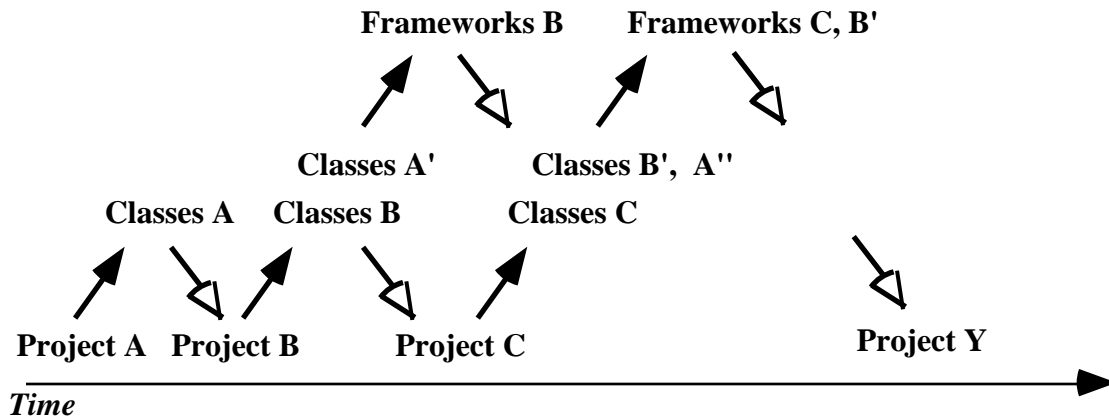 Frameworks B
Frameworks C, B'
Classes A'
Classes B', A''
Classes A
Classes B
Classes C
Project A
Project B
Project C
Project Y
Time